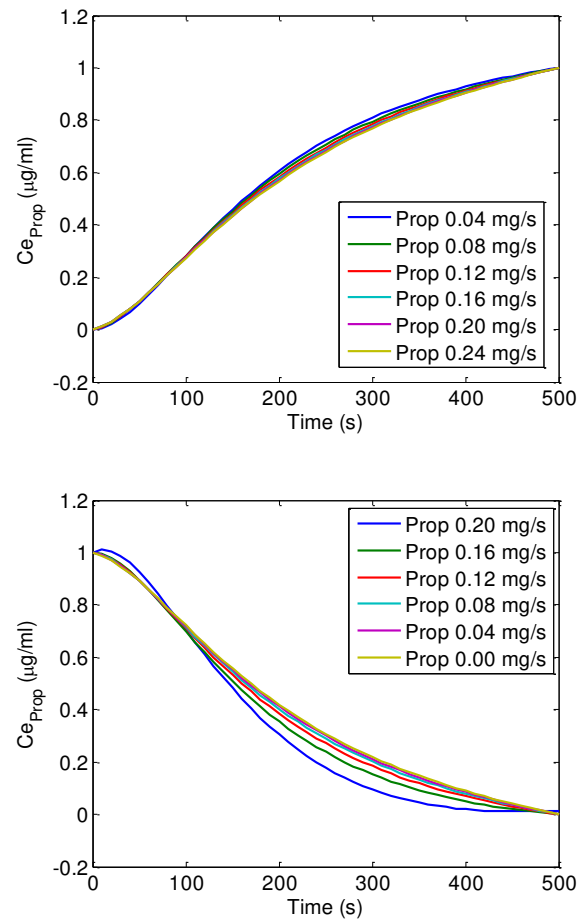 1.2
1
0.8
0.6
0.4
0.2
0
-0.2
Ce_Prop (µg/ml)
Prop 0.04 mg/s
Prop 0.08 mg/s
Prop 0.12 mg/s
Prop 0.16 mg/s
Prop 0.20 mg/s
Prop 0.24 mg/s
0 100 200 300 400 500
Time (s)
1.2
1
0.8
0.6
0.4
0.2
0
-0.2
Ce_Prop (µg/ml)
Prop 0.20 mg/s
Prop 0.16 mg/s
Prop 0.12 mg/s
Prop 0.08 mg/s
Prop 0.04 mg/s
Prop 0.00 mg/s
0 100 200 300 400 500
Time (s)